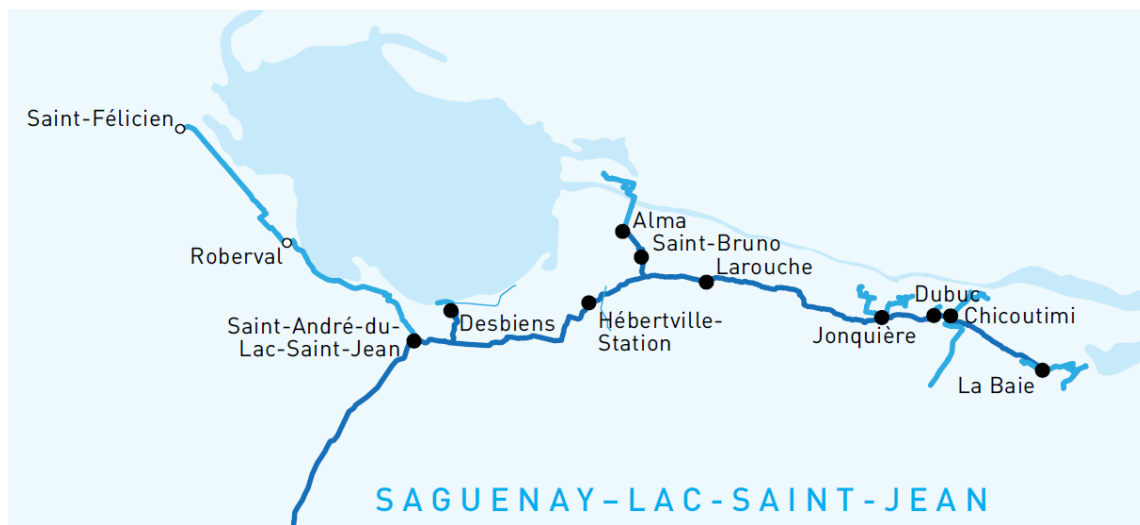 Saint-Félicien
Roberval
Alma
Saint-Bruno
Larouche
Saint-André-du-
Lac-Saint-Jean
Desbiens
Hébertville-
Station
Dubuc
Chicoutimi
Jonquière
La Baie
SAGUENAY–LAC-SAINT-JEAN